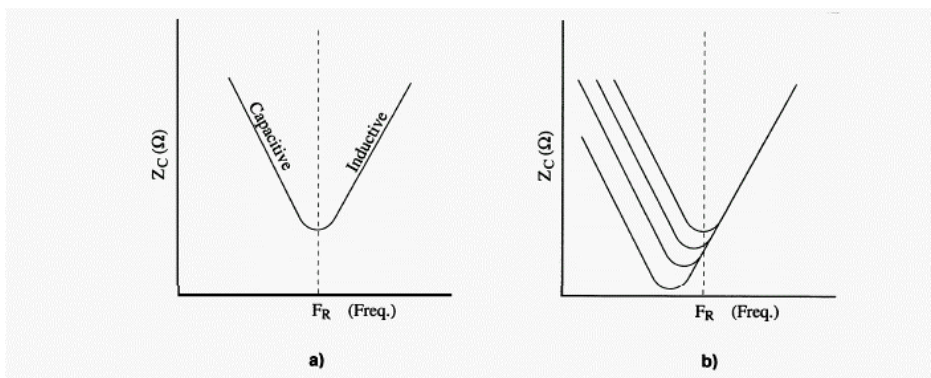 Z_C (Ω)
Capacitive
Inductive
F_R (Freq.)
a)
Z_C (Ω)
F_R (Freq.)
b)